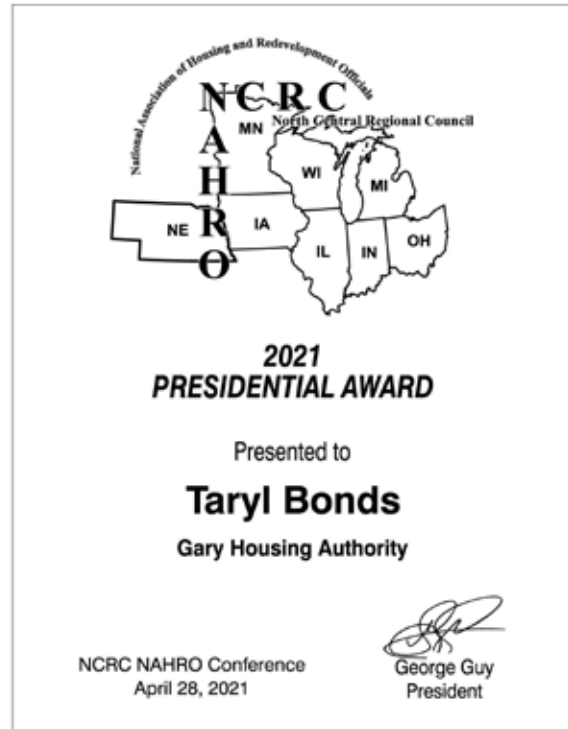 National Association of Housing and Redevelopment Officials
NCRC
North Central Regional Council
NAHRO
MN
WI
MI
NE
IA
IL
IN
OH
2021
PRESIDENTIAL AWARD
Presented to
Taryl Bonds
Gary Housing Authority
NCRC NAHRO Conference
April 28, 2021
George Guy
President